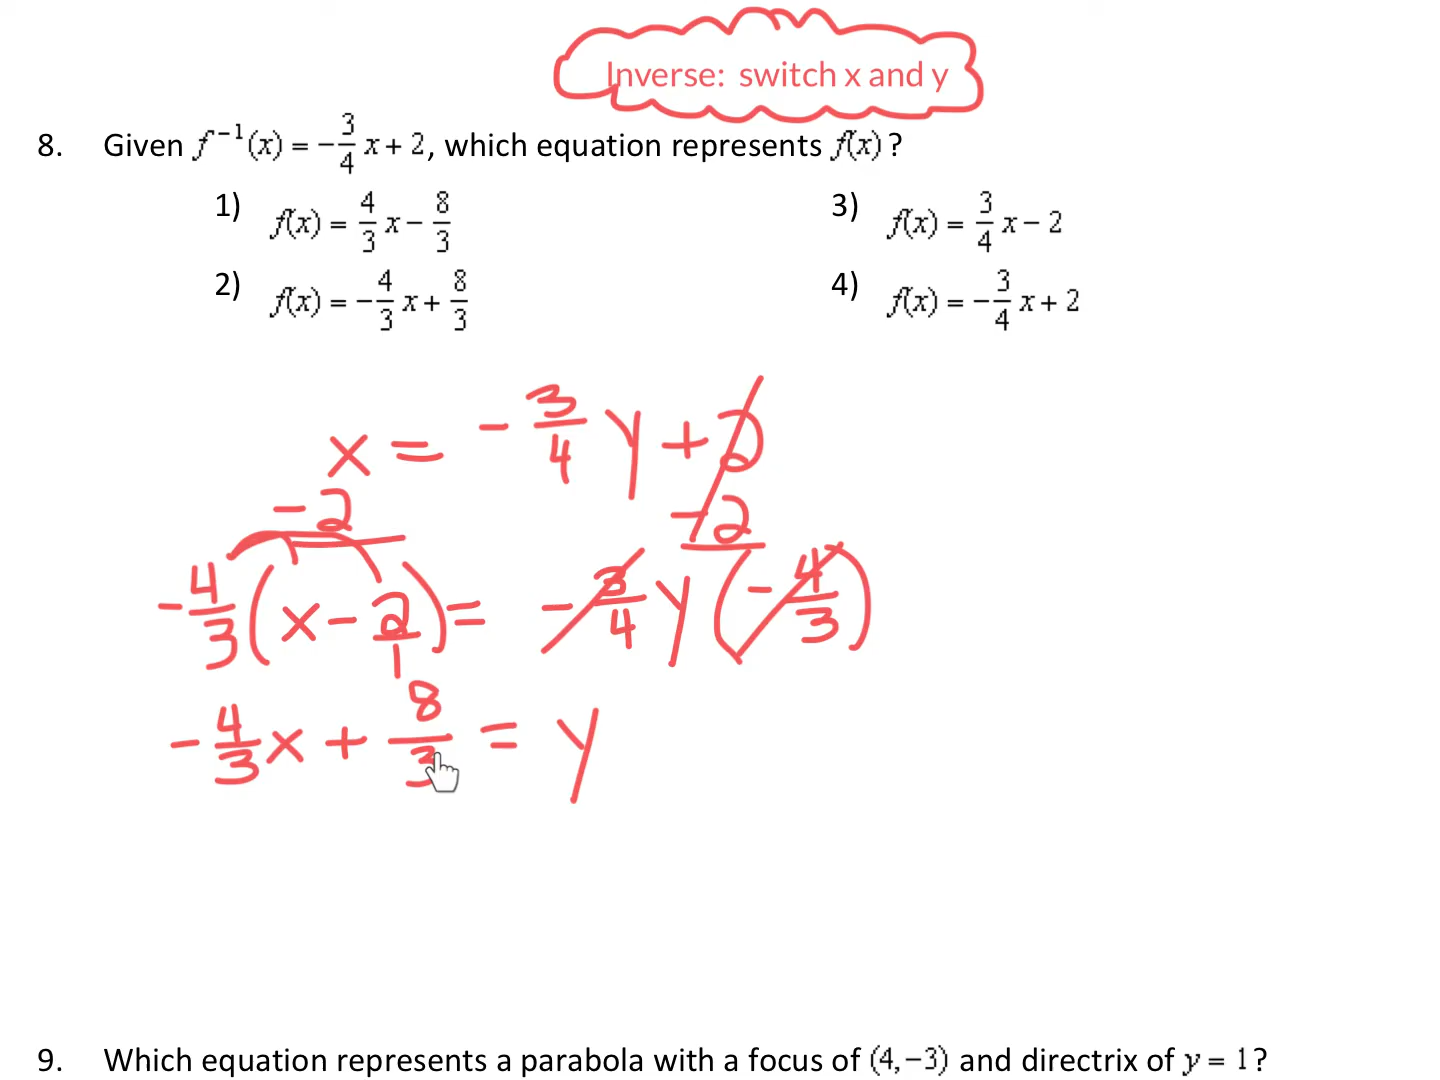 Inverse: switch x and y
8. Given f⁻¹(x) = -3/4 x + 2, which equation represents f(x)?
1) f(x) = 4/3 x - 8/3
3) f(x) = 3/4 x - 2
2) f(x) = -4/3 x + 8/3
4) f(x) = -3/4 x + 2
x = -3/4 y + 2
-2 -2
-4/3 (x - 2/1) = -3/4 y (-4/3)
-4/3 x + 8/3 = y
9. Which equation represents a parabola with a focus of (4,-3) and directrix of y = 1?